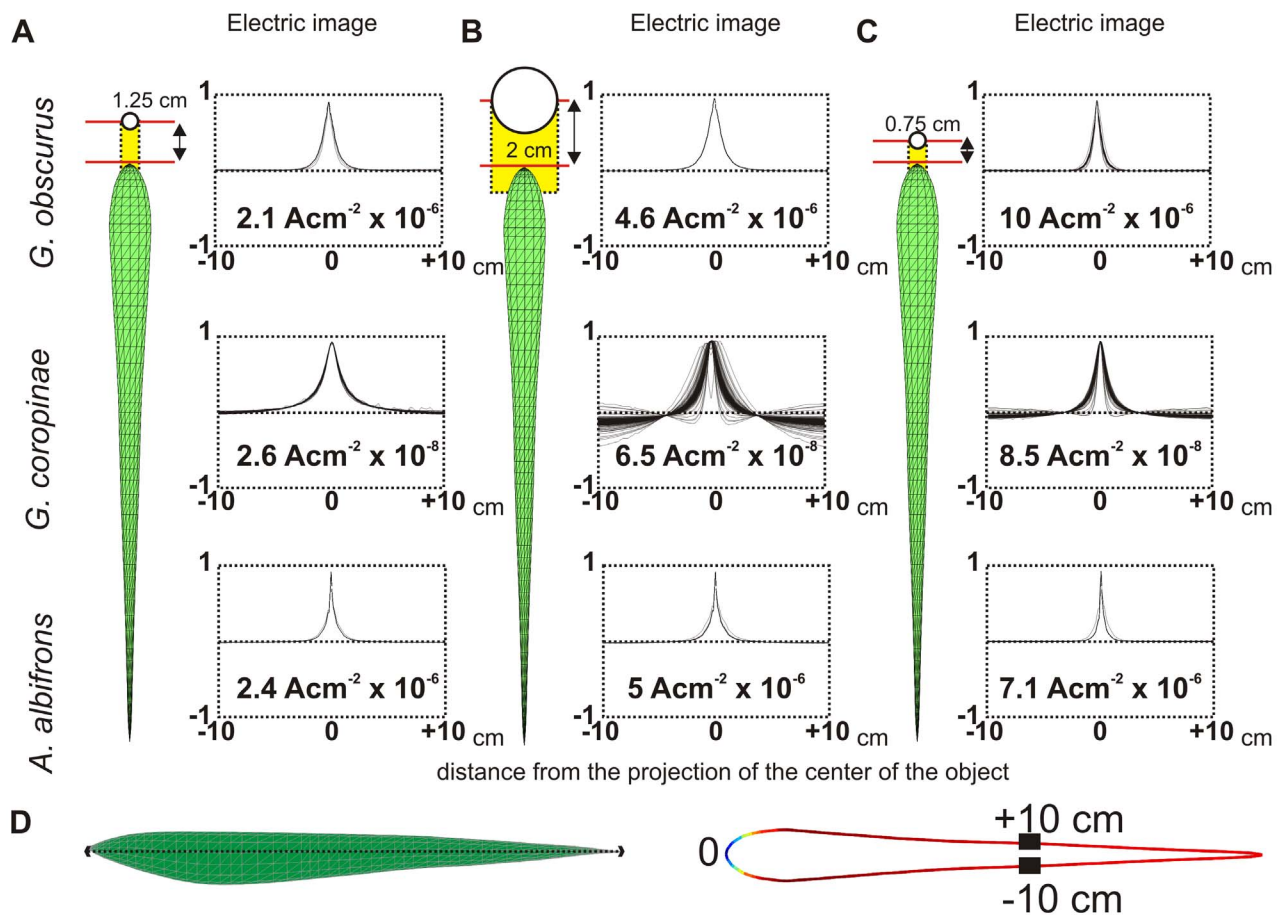 A
Electric image
B
Electric image
C
Electric image
G. obscurus
1.25 cm
1
2.1 Acm-2 x 10-6
-1
-10
0
+10 cm
2 cm
1
4.6 Acm-2 x 10-6
-1
-10
0
+10 cm
0.75 cm
1
10 Acm-2 x 10-6
-1
-10
0
+10 cm
G. coropinae
1
2.6 Acm-2 x 10-8
-1
-10
0
+10 cm
1
6.5 Acm-2 x 10-8
-1
-10
0
+10 cm
1
8.5 Acm-2 x 10-8
-1
-10
0
+10 cm
A. albifrons
1
2.4 Acm-2 x 10-6
-1
-10
0
+10 cm
1
5 Acm-2 x 10-6
-1
-10
0
+10 cm
1
7.1 Acm-2 x 10-6
-1
-10
0
+10 cm
distance from the projection of the center of the object
D
0
+10 cm
-10 cm